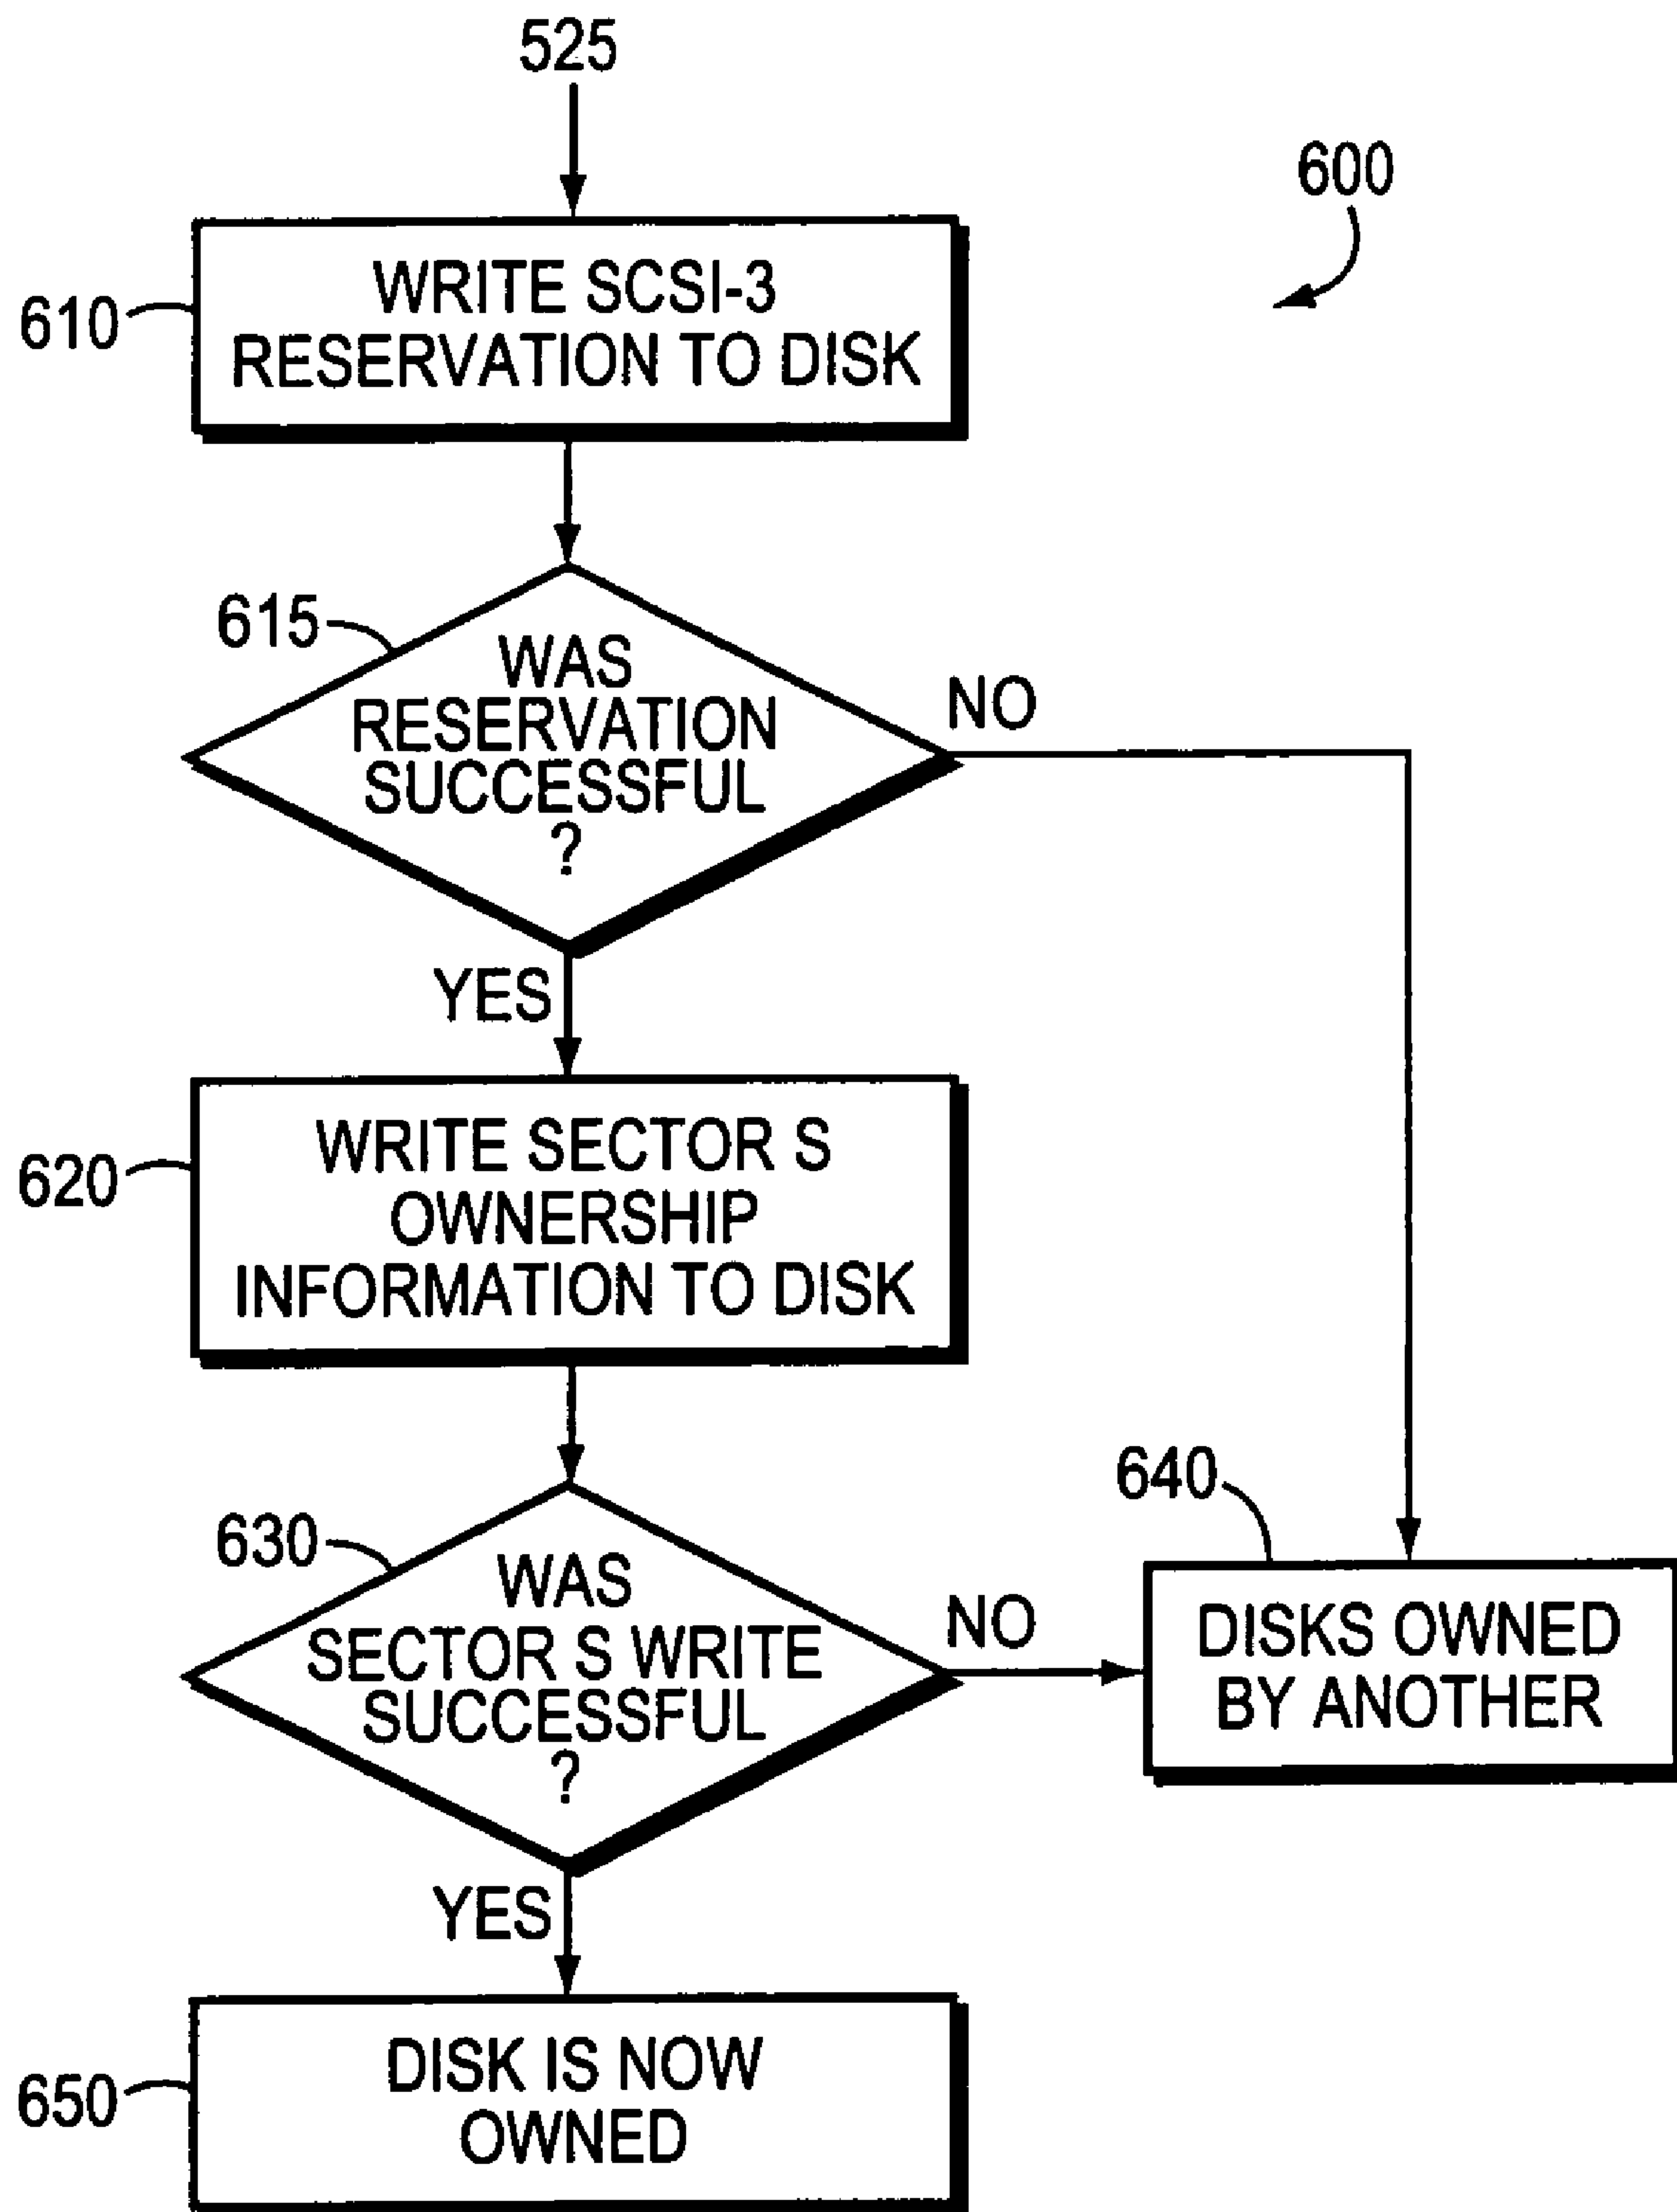 525
600
610
WRITE SCSI-3
RESERVATION TO DISK
615
WAS
RESERVATION
SUCCESSFUL
?
NO
YES
620
WRITE SECTOR S
OWNERSHIP
INFORMATION TO DISK
630
WAS
SECTOR S WRITE
SUCCESSFUL
?
NO
640
DISKS OWNED
BY ANOTHER
YES
650
DISK IS NOW
OWNED